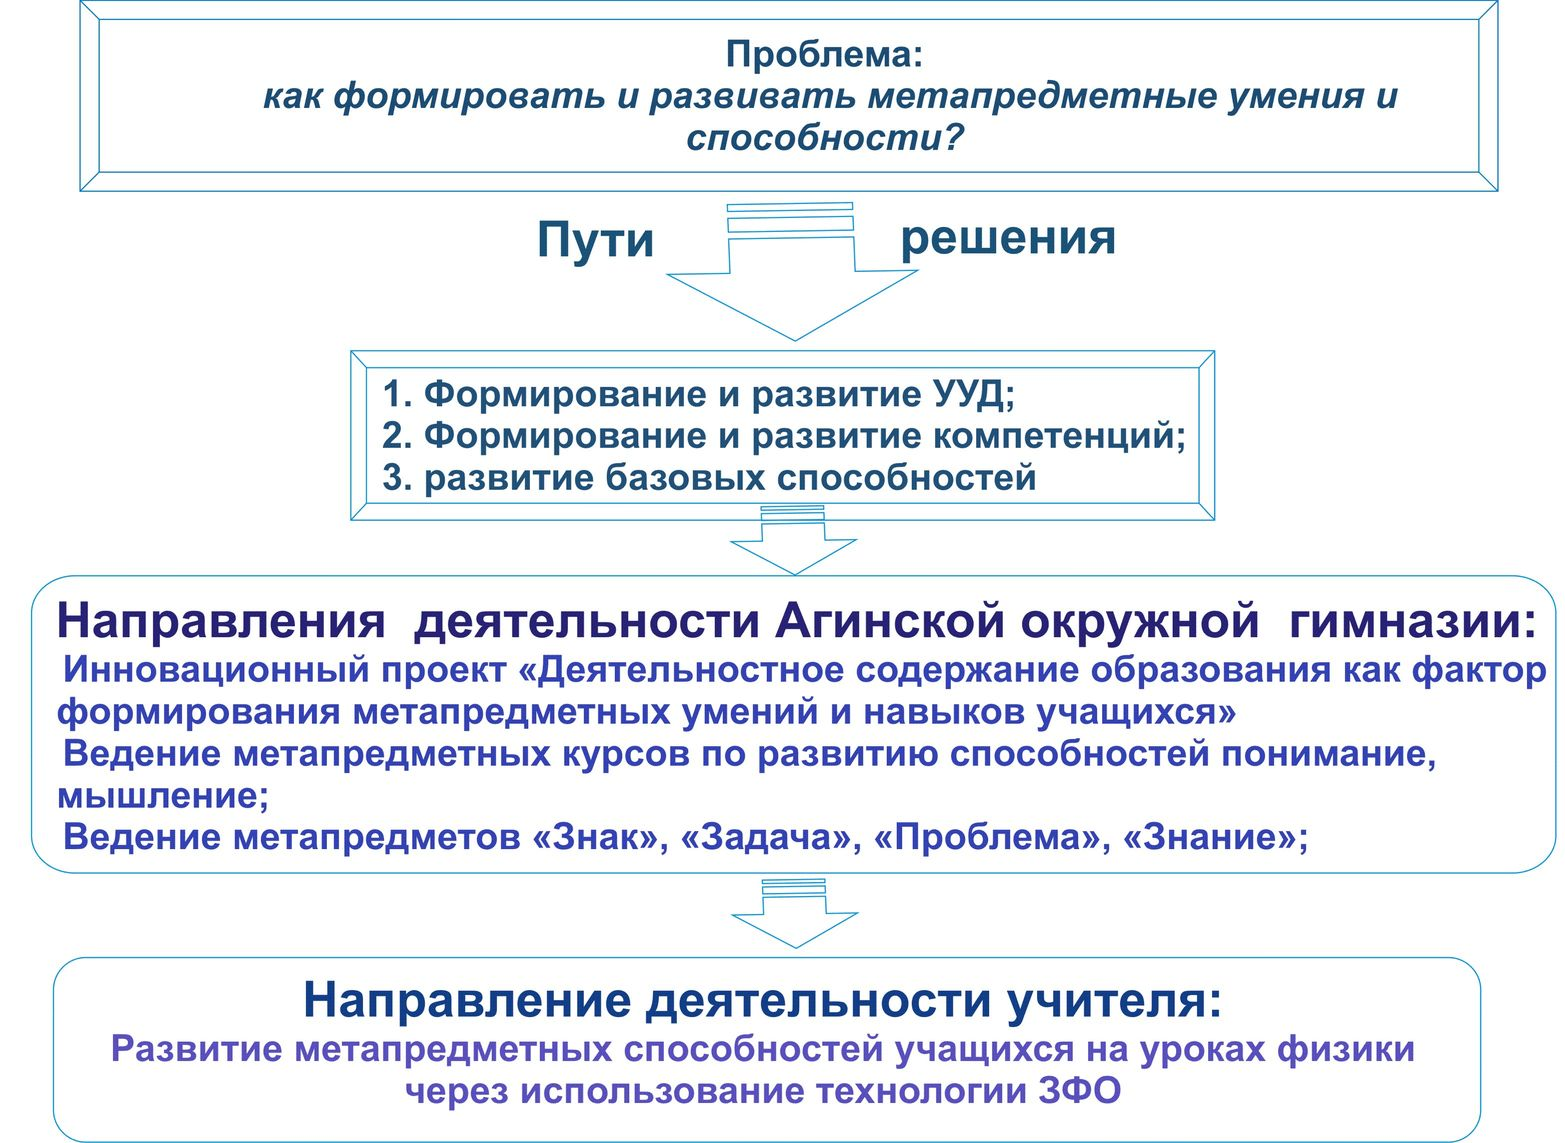 Проблема:
как формировать и развивать метапредметные умения и
способности?
Пути решения
1. Формирование и развитие УУД;
2. Формирование и развитие компетенций;
3. развитие базовых способностей
Направления деятельности Агинской окружной гимназии:
Инновационный проект «Деятельностное содержание образования как фактор
формирования метапредметных умений и навыков учащихся»
Ведение метапредметных курсов по развитию способностей понимание,
мышление;
Ведение метапредметов «Знак», «Задача», «Проблема», «Знание»;
Направление деятельности учителя:
Развитие метапредметных способностей учащихся на уроках физики
через использование технологии ЗФО